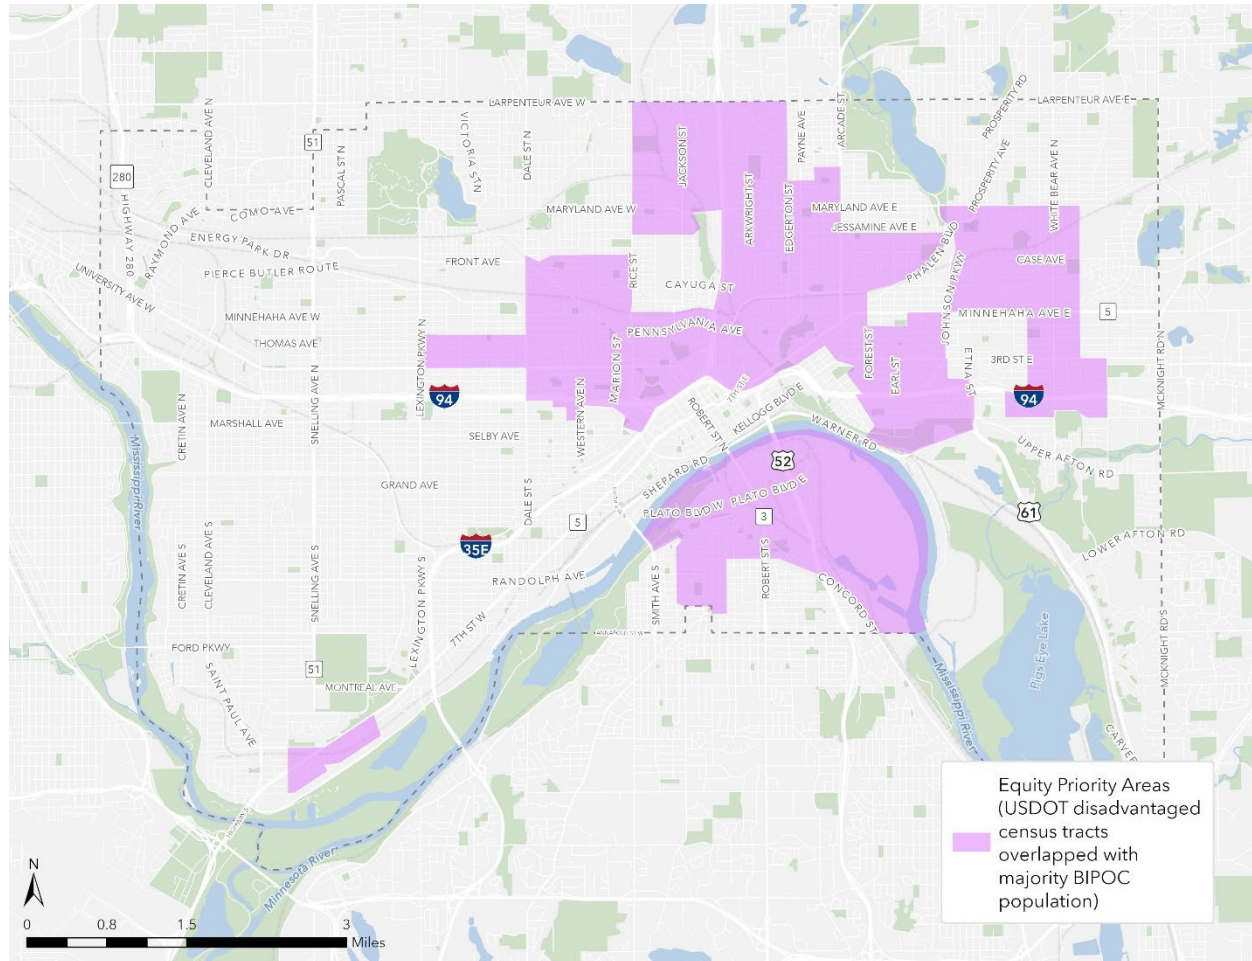 LARPENTEUR AVE W
LARPENTEUR AVE E
PROSPERITY RD
CLEVELAND AVE N
51
PASCAL ST N
VICTORIA ST N
DALE ST N
JACKSON ST
PAYNE AVE
ARCADE ST
280
HIGHWAY 280
RAYMOND AVE
COMO AVE
MARYLAND AVE W
ARKWRIGHT ST
EDGERTON ST
MARYLAND AVE E
JESSAMINE AVE E
PROSPERITY AVE
WHITE BEAR AVE N
ENERGY PARK DR
PIERCE BUTLER ROUTE
FRONT AVE
RICE ST
CAYUGA ST
PHALEN BLVD
JOHNSON PKWY
CASE AVE
UNIVERSITY AVE W
MINNEHAHA AVE W
THOMAS AVE
PENNSYLVANIA AVE
MINNEHAHA AVE E
5
LEXINGTON PKWY N
MARION ST
FOREST ST
EARL ST
ETNA ST
3RD ST E
MCKNIGHT RD N
94
94
SNELLING AVE N
CRETIN AVE N
MARSHALL AVE
SELBY AVE
WESTERN AVE N
7TH ST E
ROBERT ST N
KELLOGG BLVD E
WARNER RD
UPPER AFTON RD
Mississippi River
GRAND AVE
DALE ST S
SHEPARD RD
52
PLATO BLVD W
PLATO BLVD E
5
3
61
LOWER AFTON RD
35E
CRETIN AVE S
CLEVELAND AVE S
SNELLING AVE S
LEXINGTON PKWY S
RANDOLPH AVE
7TH ST W
SMITH AVE S
ROBERT ST S
CONCORD ST
ANNAPOLIS ST W
FORD PKWY
51
MONTREAL AVE
SAINT PAUL AVE
Mississippi River
Pigs Eye Lake
MCKNIGHT RD S
CARVER
Minnesota River
Equity Priority Areas
(USDOT disadvantaged
census tracts
overlapped with
majority BIPOC
population)
N
0 0.8 1.5 3
Miles